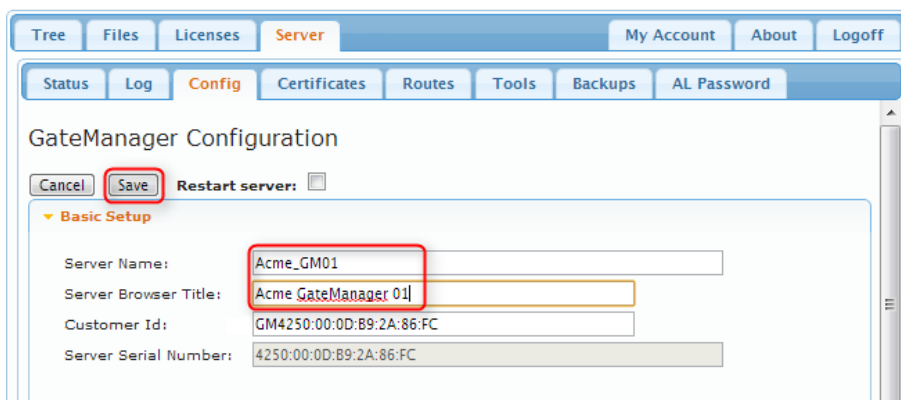 Tree Files Licenses Server My Account About Logoff
Status Log Config Certificates Routes Tools Backups AL Password
GateManager Configuration
Cancel Save Restart server:
Basic Setup
Server Name: Acme_GM01
Server Browser Title: Acme GateManager 01
Customer Id: GM4250:00:0D:B9:2A:86:FC
Server Serial Number: 4250:00:0D:B9:2A:86:FC